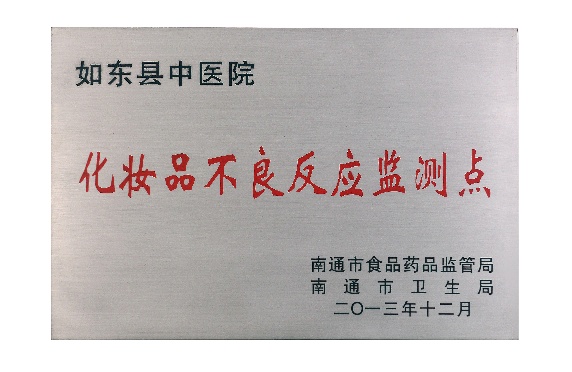 如东县中医院
化妆品不良反应监测点
南通市食品药品监管局
南通市卫生局
二〇一三年十二月